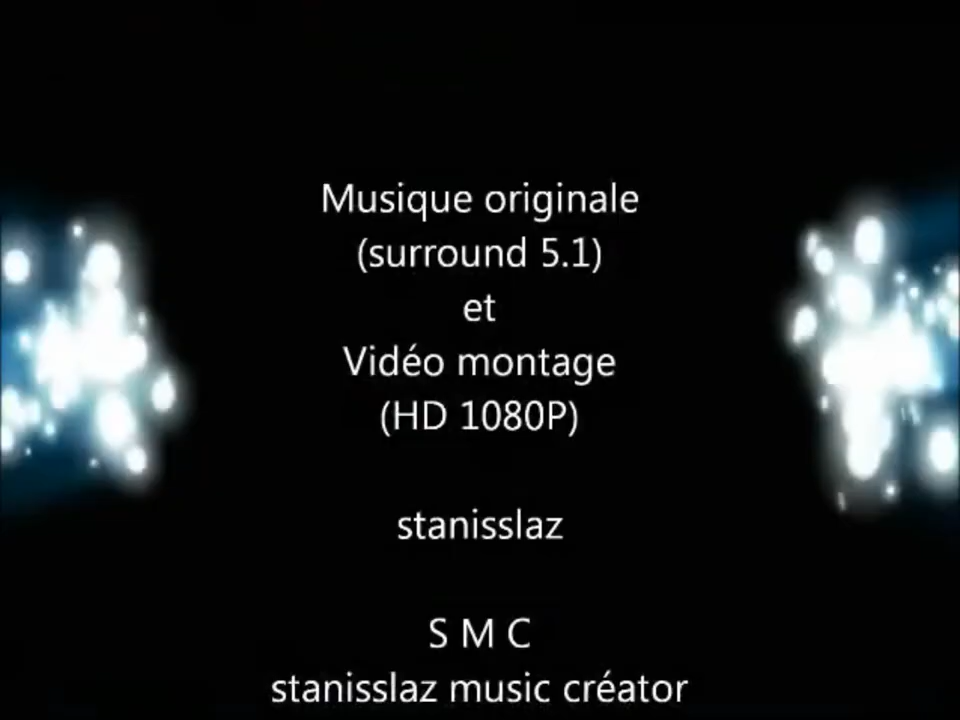 Musique originale
(surround 5.1)
et
Vidéo montage
(HD 1080P)
stanisslaz
S M C
stanisslaz music créator